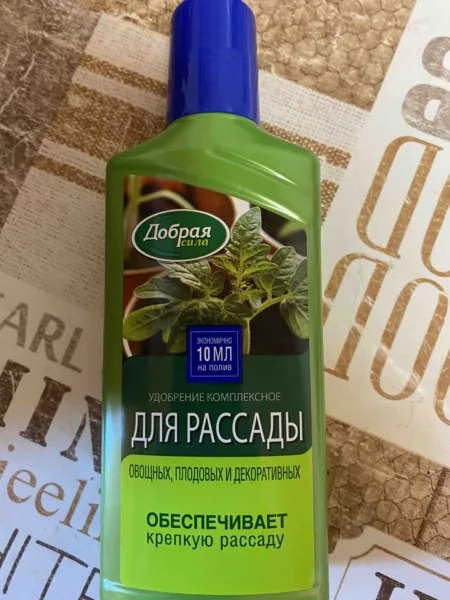 Добрая
сила
ЭКОНОМИЧНО
10 МЛ
на полив
УДОБРЕНИЕ КОМПЛЕКСНОЕ
ДЛЯ РАССАДЫ
ОВОЩНЫХ, ПЛОДОВЫХ И ДЕКОРАТИВНЫХ
ОБЕСПЕЧИВАЕТ
крепкую рассаду